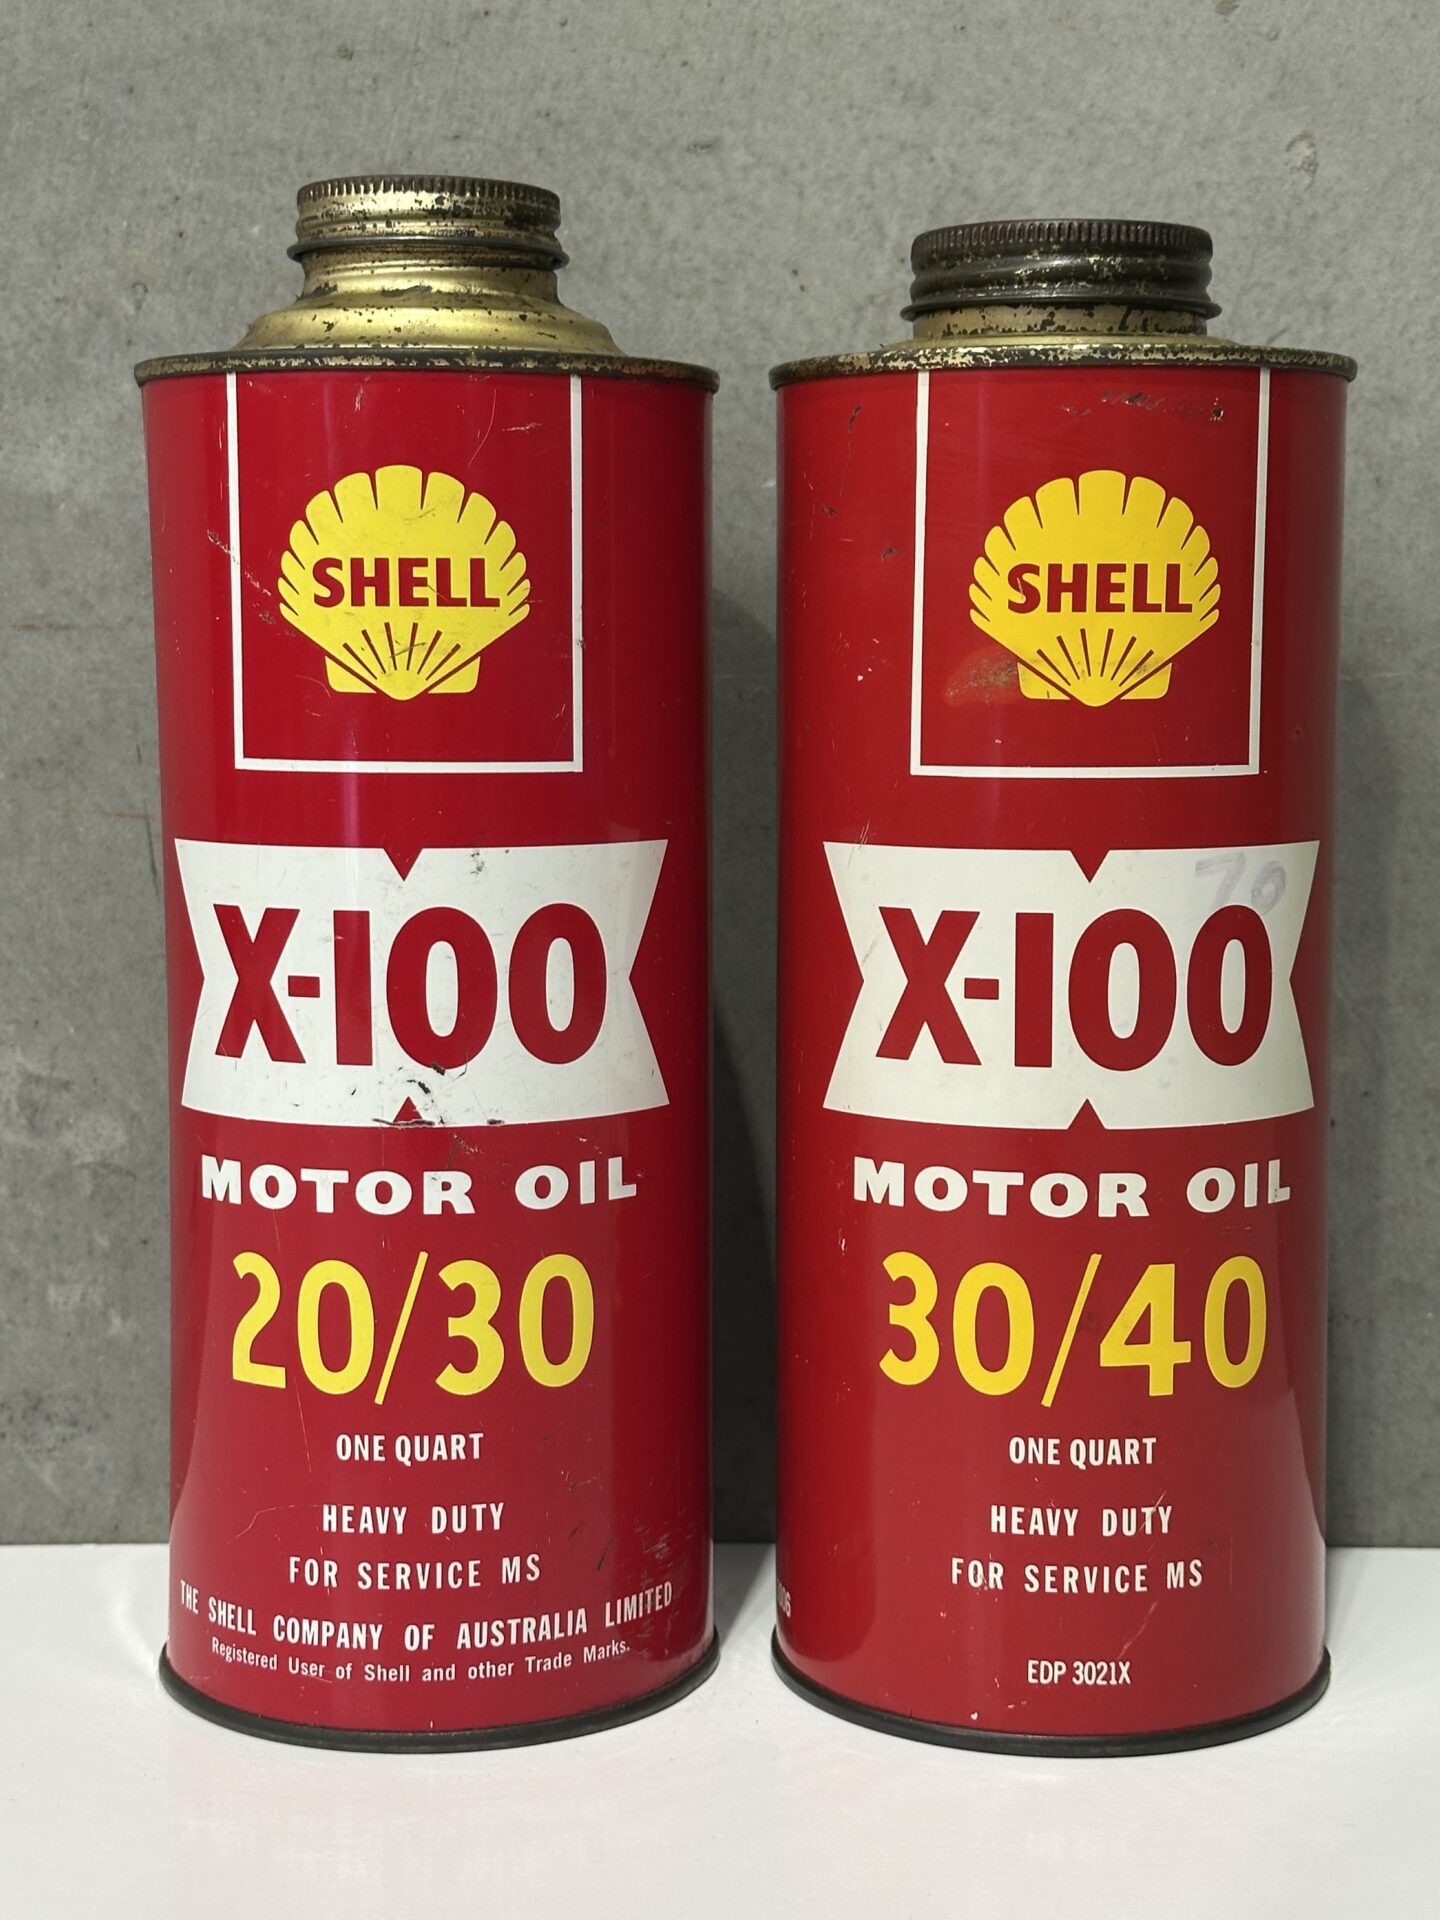 SHELL
X-100
MOTOR OIL
20/30
ONE QUART
HEAVY DUTY
FOR SERVICE MS
THE SHELL COMPANY OF AUSTRALIA LIMITED
Registered User of Shell and other Trade Marks.
SHELL
70
X-100
MOTOR OIL
30/40
ONE QUART
HEAVY DUTY
FOR SERVICE MS
EDP 3021X